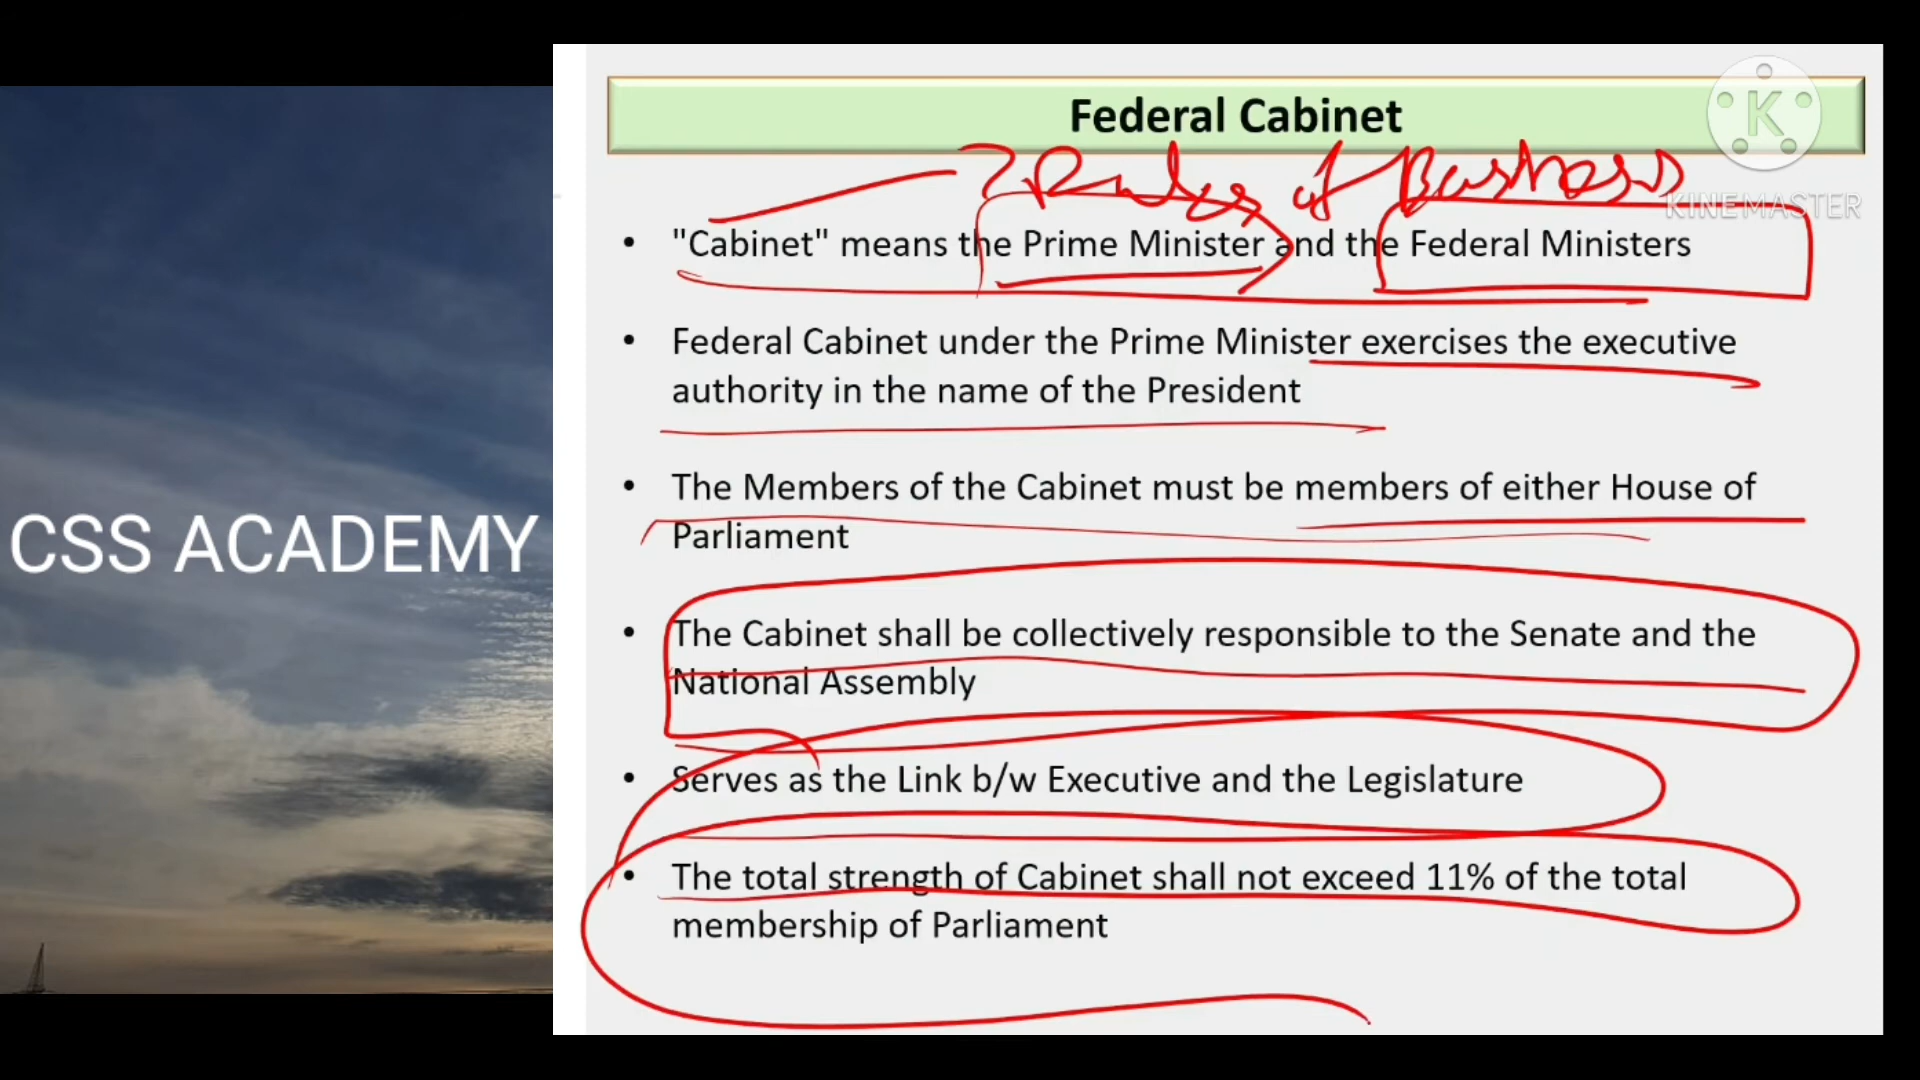 CSS ACADEMY
Federal Cabinet
K
KINEMASTER
? Rules of Business
• "Cabinet" means the Prime Minister and the Federal Ministers
• Federal Cabinet under the Prime Minister exercises the executive
authority in the name of the President
• The Members of the Cabinet must be members of either House of
Parliament
• The Cabinet shall be collectively responsible to the Senate and the
National Assembly
• Serves as the Link b/w Executive and the Legislature
• The total strength of Cabinet shall not exceed 11% of the total
membership of Parliament